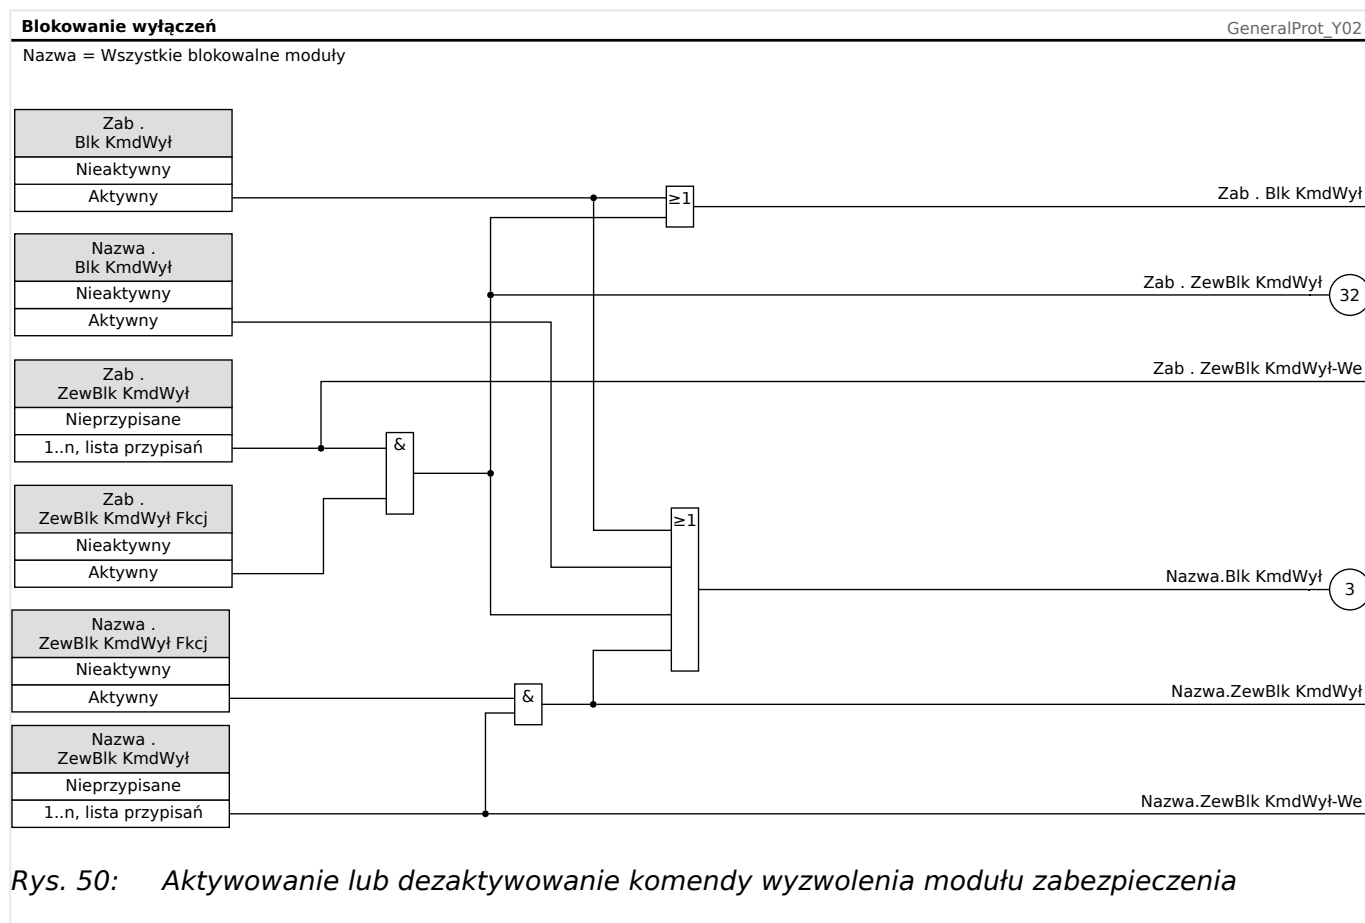 Blokowanie wyłączeń
GeneralProt_Y02
Nazwa = Wszystkie blokowalne moduły
Zab .
Blk KmdWył
Nieaktywny
Aktywny
≥1
Zab . Blk KmdWył
Nazwa .
Blk KmdWył
Nieaktywny
Aktywny
Zab . ZewBlk KmdWył
32
Zab .
ZewBlk KmdWył
Nieprzypisane
1..n, lista przypisań
Zab . ZewBlk KmdWył-We
&
Zab .
ZewBlk KmdWył Fkcj
Nieaktywny
Aktywny
≥1
Nazwa.Blk KmdWył
3
Nazwa .
ZewBlk KmdWył Fkcj
Nieaktywny
Aktywny
&
Nazwa.ZewBlk KmdWył
Nazwa .
ZewBlk KmdWył
Nieprzypisane
1..n, lista przypisań
Nazwa.ZewBlk KmdWył-We
Rys. 50: Aktywowanie lub dezaktywowanie komendy wyzwolenia modułu zabezpieczenia